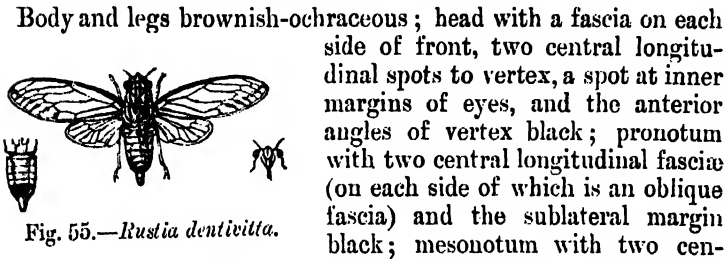 Body and legs brownish-ochraceous; head with a fascia on each
side of front, two central longitu-
dinal spots to vertex, a spot at inner
margins of eyes, and the anterior
angles of vertex black; pronotum
with two central longitudinal fasciæ
(on each side of which is an oblique
fascia) and the sublateral margin
black; mesonotum with two cen-
Fig. 55.—Rustia dentivitta.